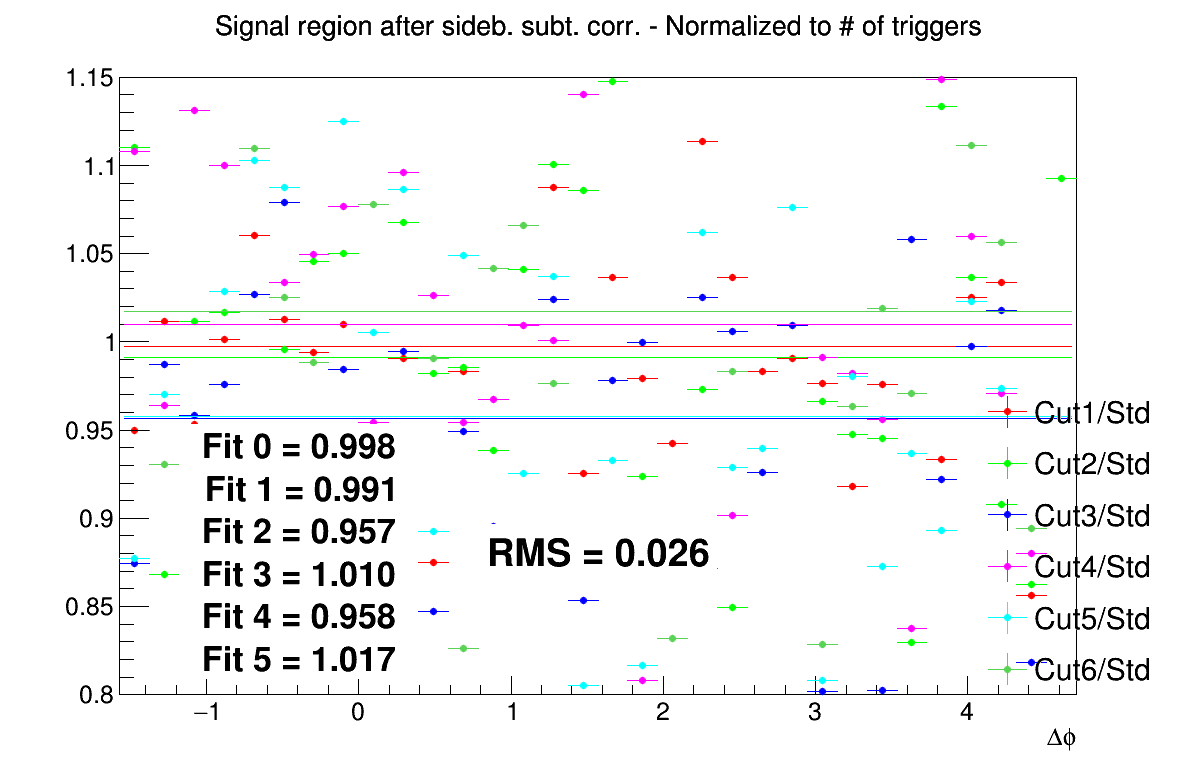 Signal region after sideb. subt. corr. - Normalized to # of triggers
1.15
1.1
1.05
1
0.95
0.9
0.85
0.8
Fit 0 = 0.998
Fit 1 = 0.991
Fit 2 = 0.957
Fit 3 = 1.010
Fit 4 = 0.958
Fit 5 = 1.017
RMS = 0.026
Cut1/Std
Cut2/Std
Cut3/Std
Cut4/Std
Cut5/Std
Cut6/Std
−1 0 1 2 3 4
Δϕ